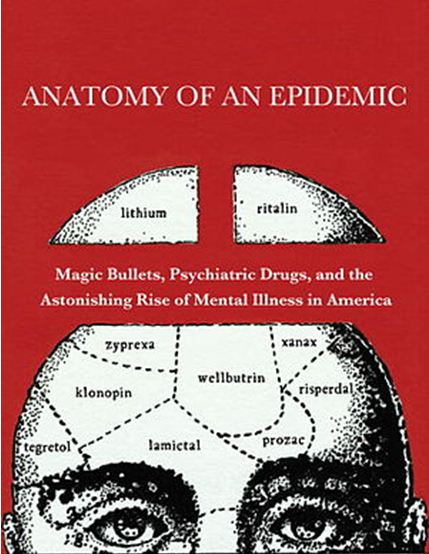 ANATOMY OF AN EPIDEMIC
lithium
ritalin
Magic Bullets, Psychiatric Drugs, and the
Astonishing Rise of Mental Illness in America
zyprexa
xanax
klonopin
wellbutrin
risperdal
tegretol
lamictal
prozac